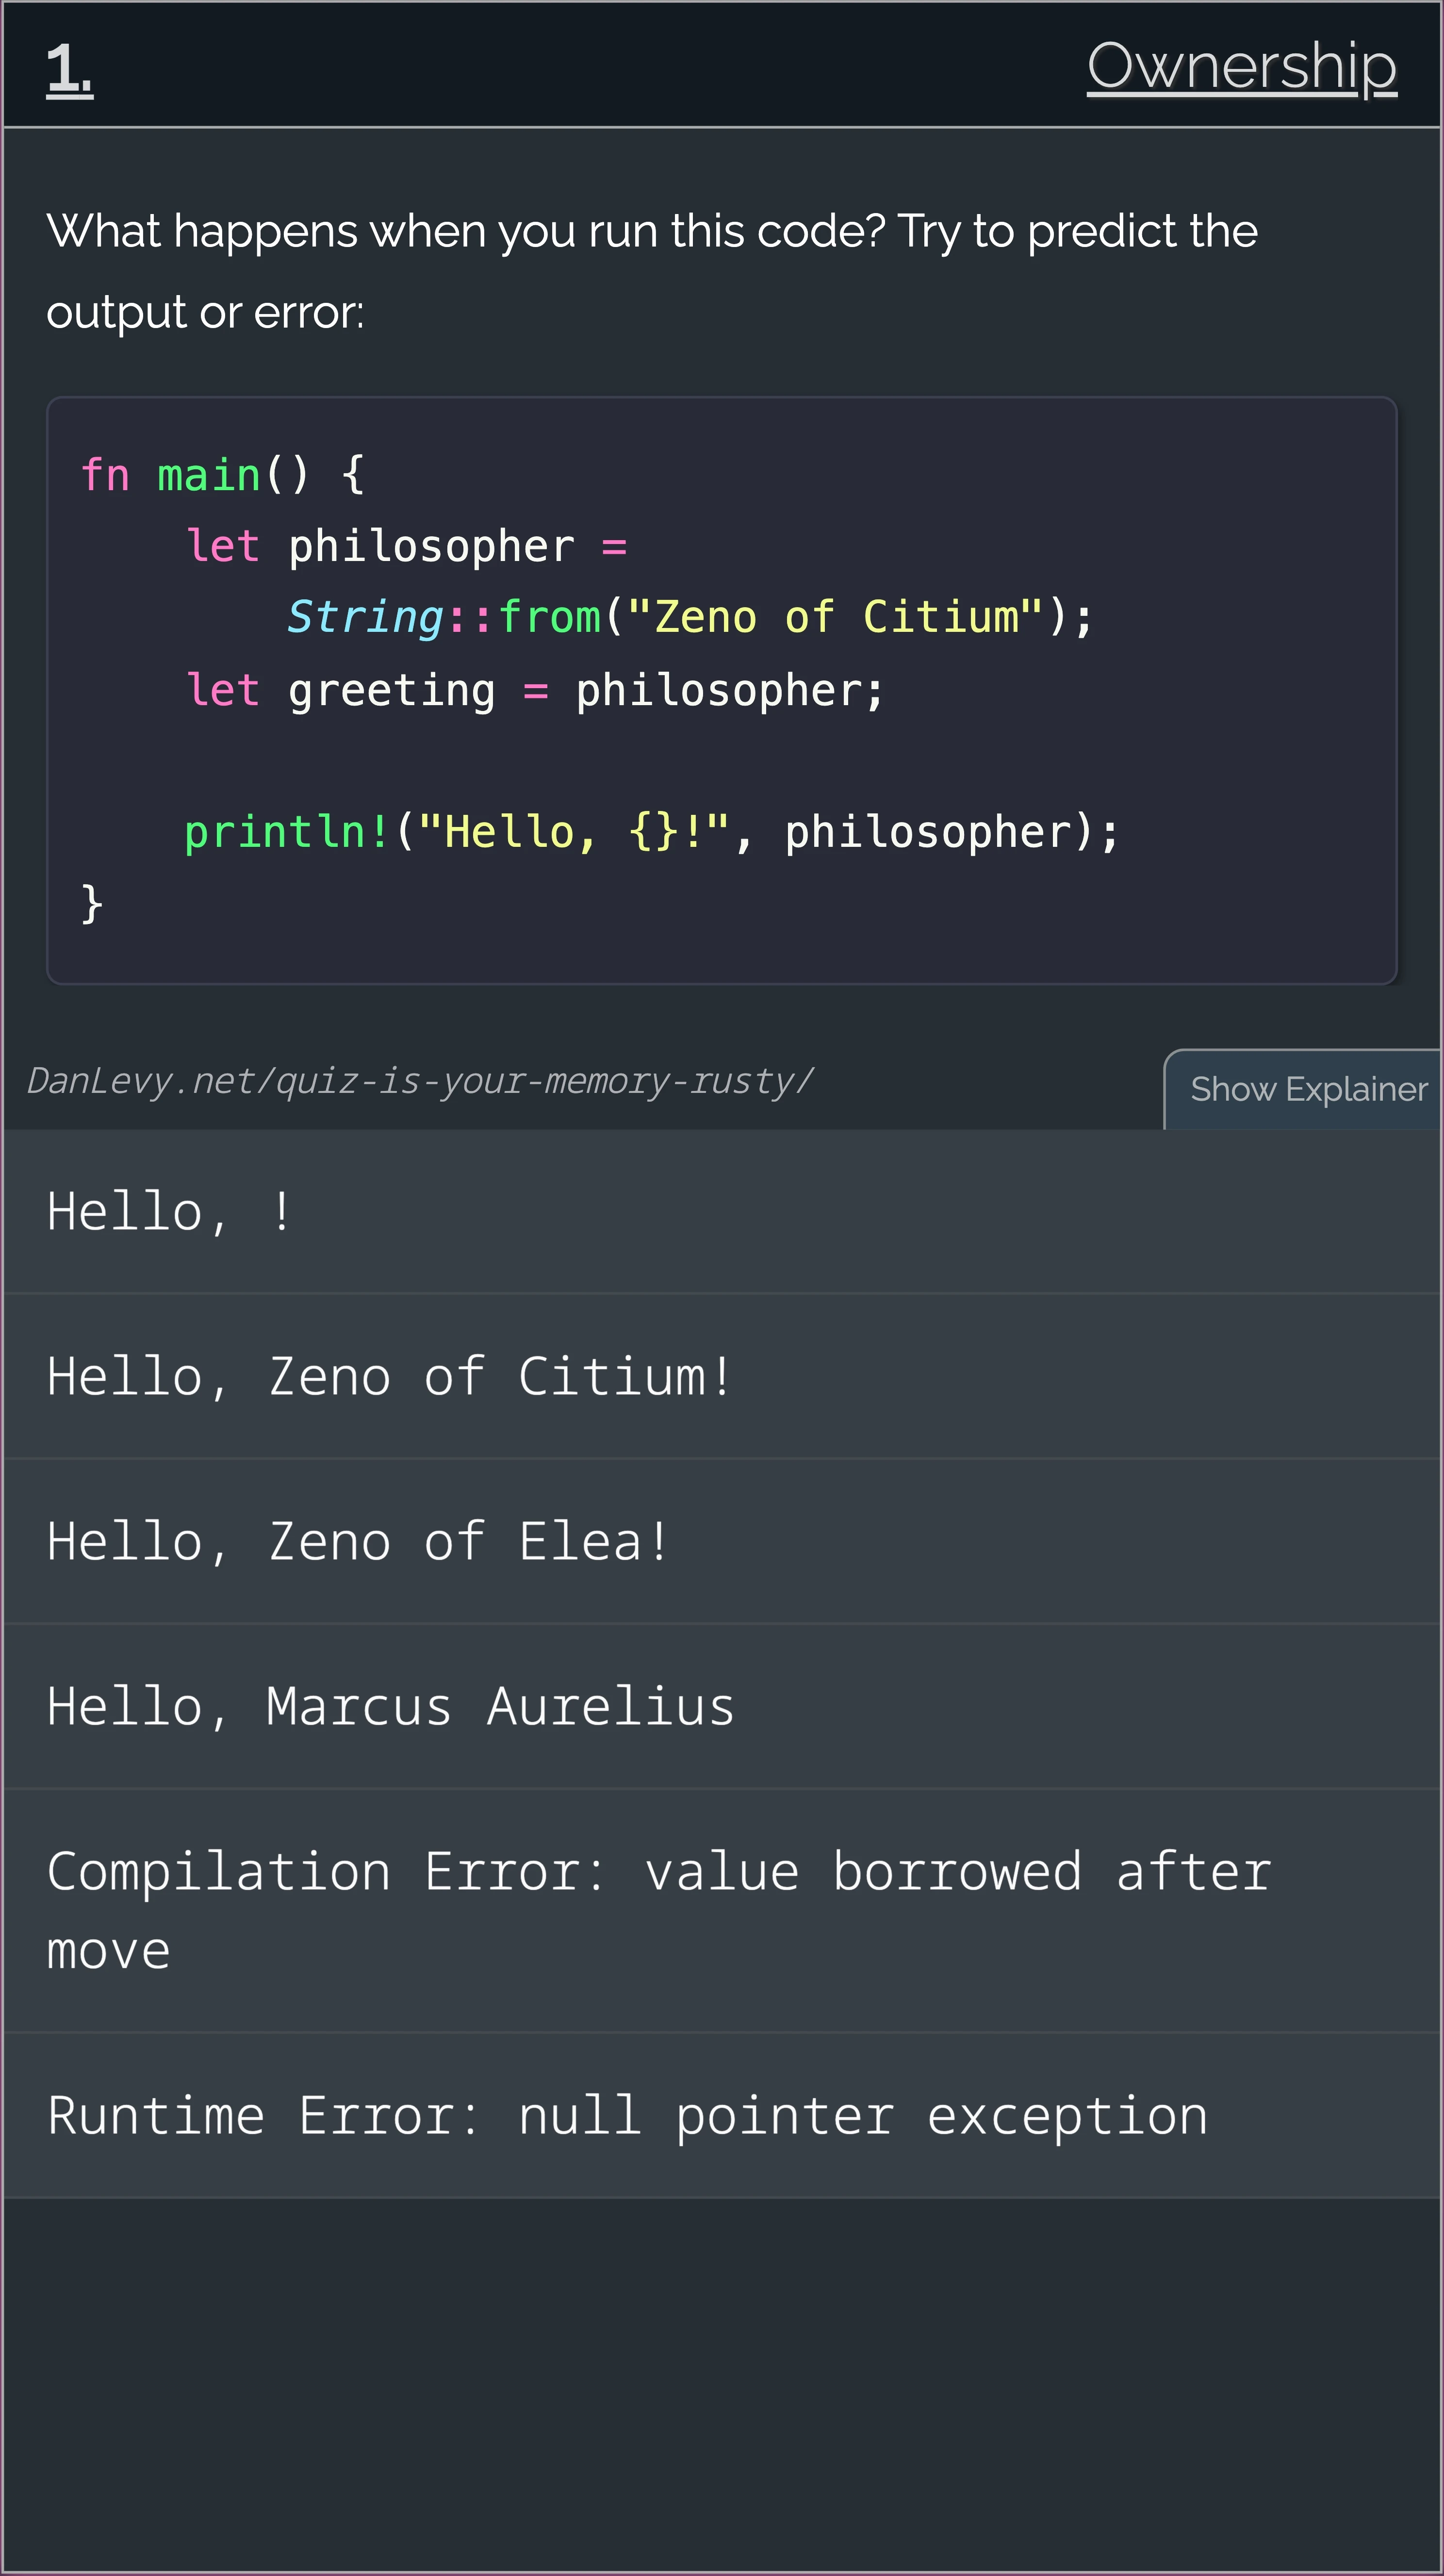 1.
Ownership
What happens when you run this code? Try to predict the
output or error:
fn main() {
    let philosopher =
        String::from("Zeno of Citium");
    let greeting = philosopher;
    println!("Hello, {}!", philosopher);
}
DanLevy.net/quiz-is-your-memory-rusty/
Show Explainer
Hello, !
Hello, Zeno of Citium!
Hello, Zeno of Elea!
Hello, Marcus Aurelius
Compilation Error: value borrowed after
move
Runtime Error: null pointer exception